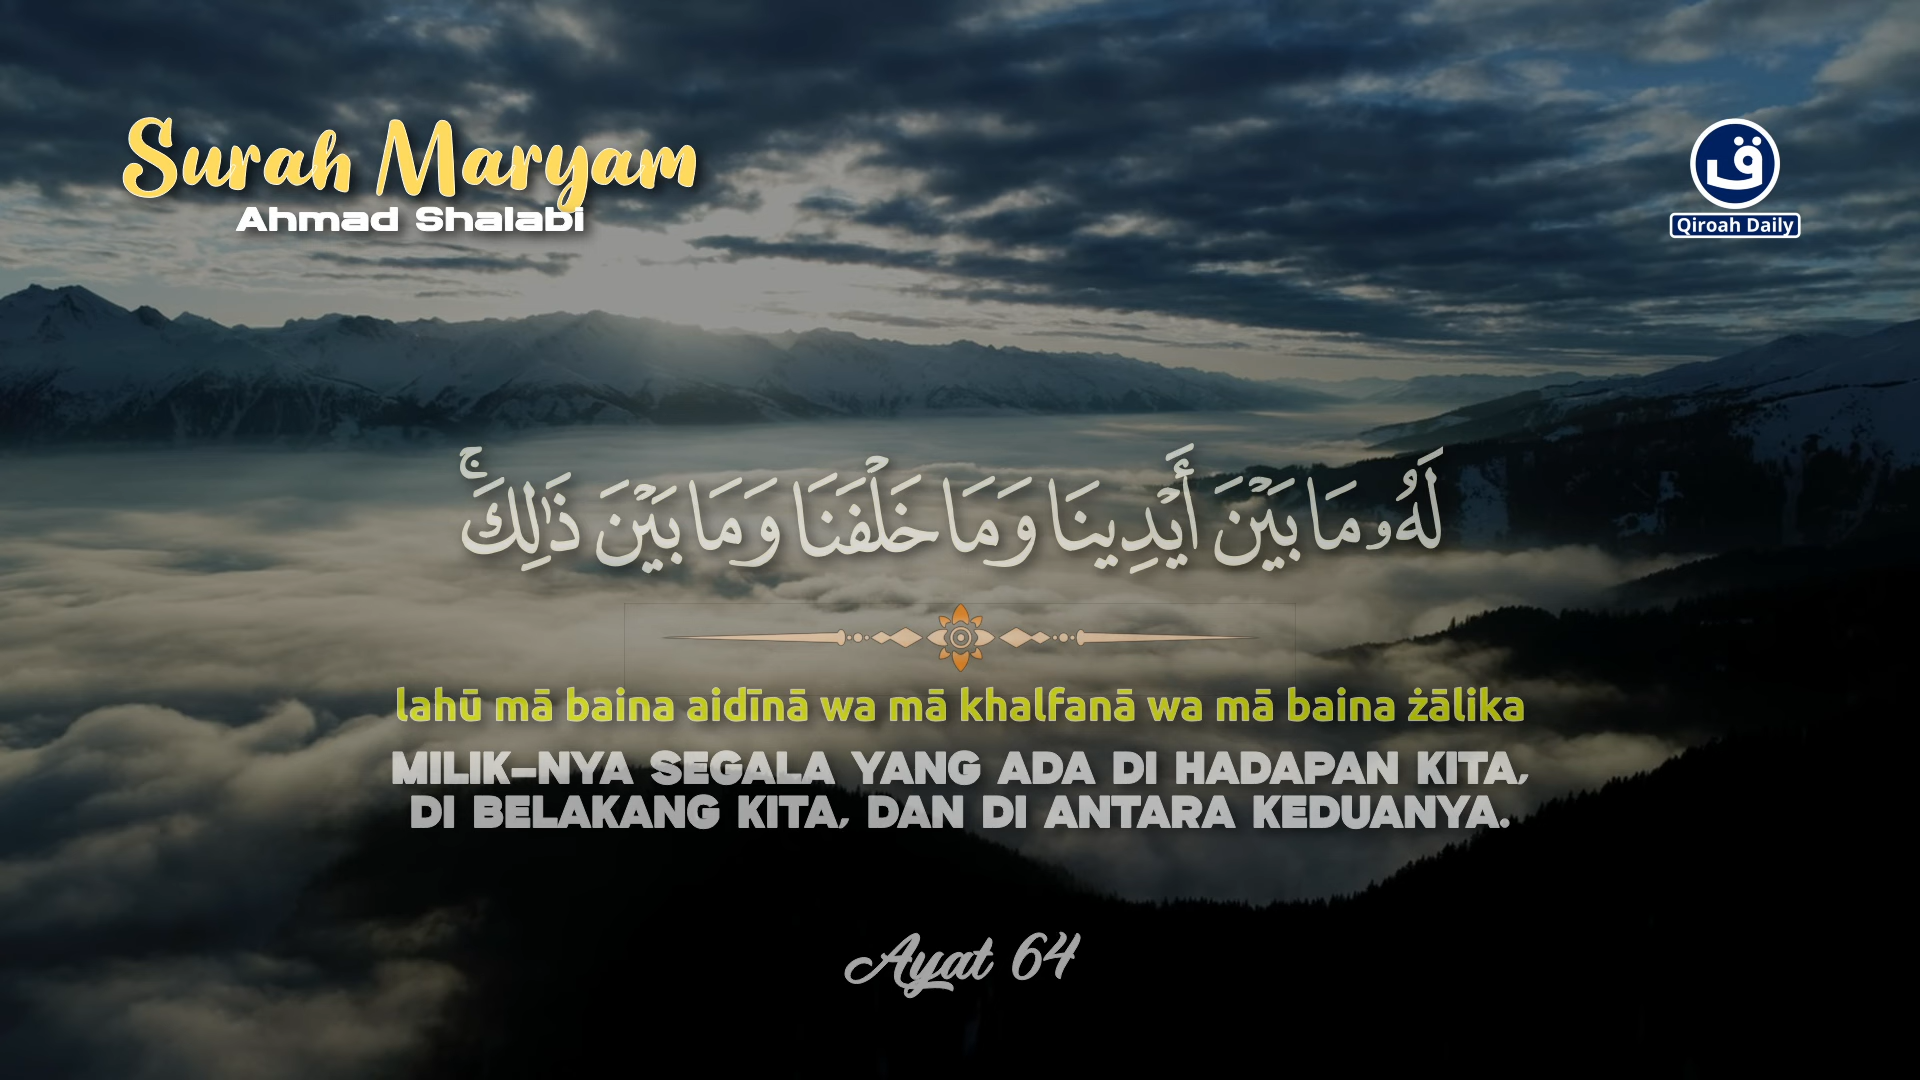 Surah Maryam
Ahmad Shalabi
ق
Qiroah Daily
لَهُۥ مَا بَيْنَ أَيْدِينَا وَمَا خَلْفَنَا وَمَا بَيْنَ ذَٰلِكَ ۚ
lahū mā baina aidīnā wa mā khalfanā wa mā baina żālika
MILIK-NYA SEGALA YANG ADA DI HADAPAN KITA,
DI BELAKANG KITA, DAN DI ANTARA KEDUANYA.
Ayat 64